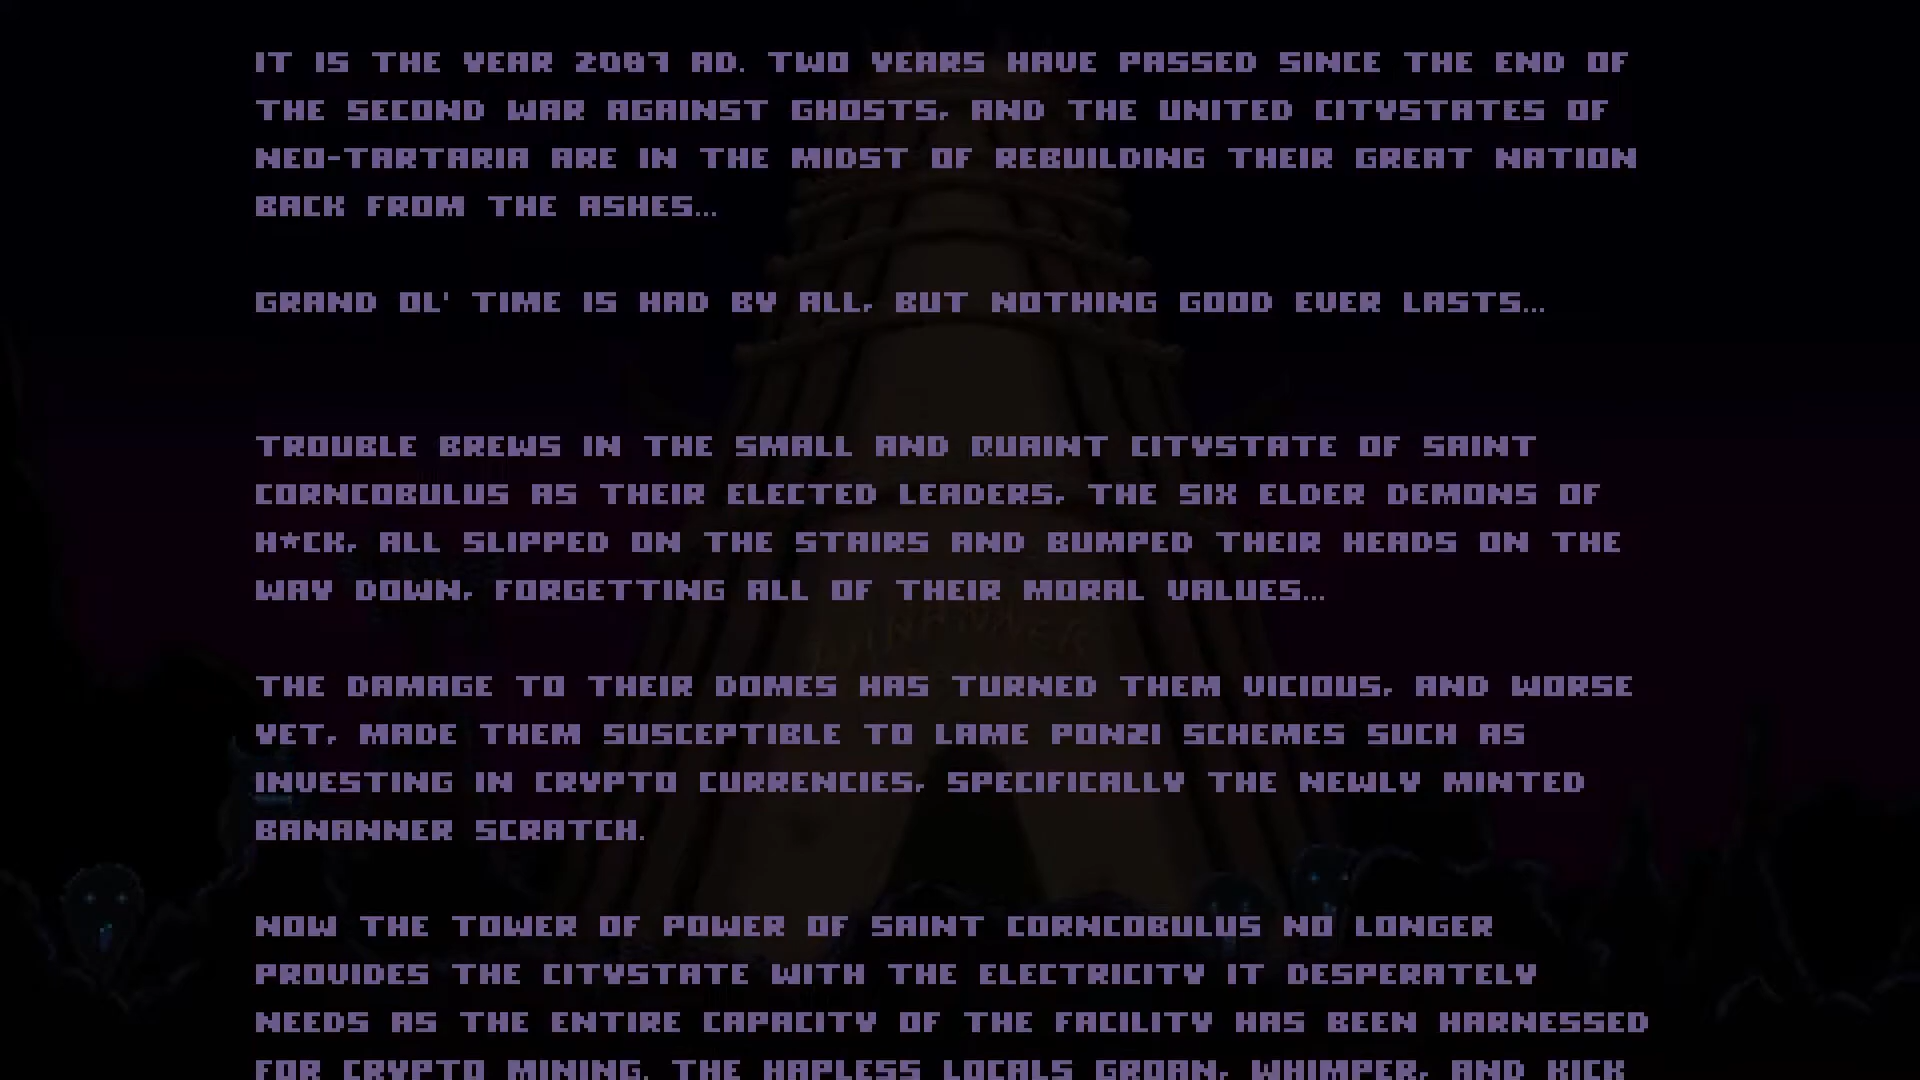 IT IS THE YEAR 2087 AD. TWO YEARS HAVE PASSED SINCE THE END OF
THE SECOND WAR AGAINST GHOSTS, AND THE UNITED CITYSTATES OF
NEO-TARTARIA ARE IN THE MIDST OF REBUILDING THEIR GREAT NATION
BACK FROM THE ASHES...
GRAND OL' TIME IS HAD BY ALL, BUT NOTHING GOOD EVER LASTS...
TROUBLE BREWS IN THE SMALL AND QUAINT CITYSTATE OF SAINT
CORNCOBULUS AS THEIR ELECTED LEADERS, THE SIX ELDER DEMONS OF
H*CK, ALL SLIPPED ON THE STAIRS AND BUMPED THEIR HEADS ON THE
WAY DOWN, FORGETTING ALL OF THEIR MORAL VALUES...
THE DAMAGE TO THEIR DOMES HAS TURNED THEM VICIOUS, AND WORSE
YET, MADE THEM SUSCEPTIBLE TO LAME PONZI SCHEMES SUCH AS
INVESTING IN CRYPTO CURRENCIES, SPECIFICALLY THE NEWLY MINTED
BANANNER SCRATCH.
NOW THE TOWER OF POWER OF SAINT CORNCOBULUS NO LONGER
PROVIDES THE CITYSTATE WITH THE ELECTRICITY IT DESPERATELY
NEEDS AS THE ENTIRE CAPACITY OF THE FACILITY HAS BEEN HARNESSED
FOR CRYPTO MINING. THE HAPLESS LOCALS GROAN, WHIMPER, AND KICK